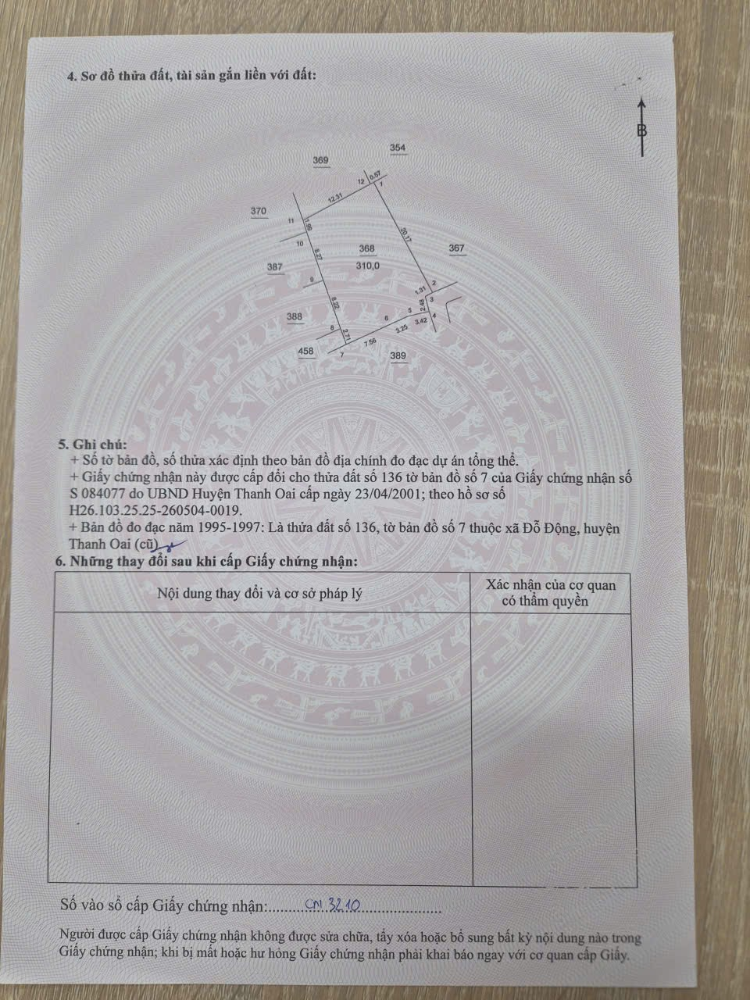 4. Sơ đồ thửa đất, tài sản gắn liền với đất:
B
354
369
12 0.57
1
12.31
370
11
1.99
10
20.17
368
367
310,0
8.27
387
9
2
1.31
3
2.48
8.22
5
4
388
6
3.42
3.25
8
2.71
7.56
458
7
389
5. Ghi chú:
+ Số tờ bản đồ, số thửa xác định theo bản đồ địa chính đo đạc dự án tổng thể.
+ Giấy chứng nhận này được cấp đổi cho thửa đất số 136 tờ bản đồ số 7 của Giấy chứng nhận số
S 084077 do UBND Huyện Thanh Oai cấp ngày 23/04/2001; theo hồ sơ số
H26.103.25.25-260504-0019.
+ Bản đồ đo đạc năm 1995-1997: Là thửa đất số 136, tờ bản đồ số 7 thuộc xã Đỗ Động, huyện
Thanh Oai (cũ)
6. Những thay đổi sau khi cấp Giấy chứng nhận:
Nội dung thay đổi và cơ sở pháp lý
Xác nhận của cơ quan
có thẩm quyền
Số vào sổ cấp Giấy chứng nhận:........CN 3210....................
Người được cấp Giấy chứng nhận không được sửa chữa, tẩy xóa hoặc bổ sung bất kỳ nội dung nào trong
Giấy chứng nhận; khi bị mất hoặc hư hỏng Giấy chứng nhận phải khai báo ngay với cơ quan cấp Giấy.